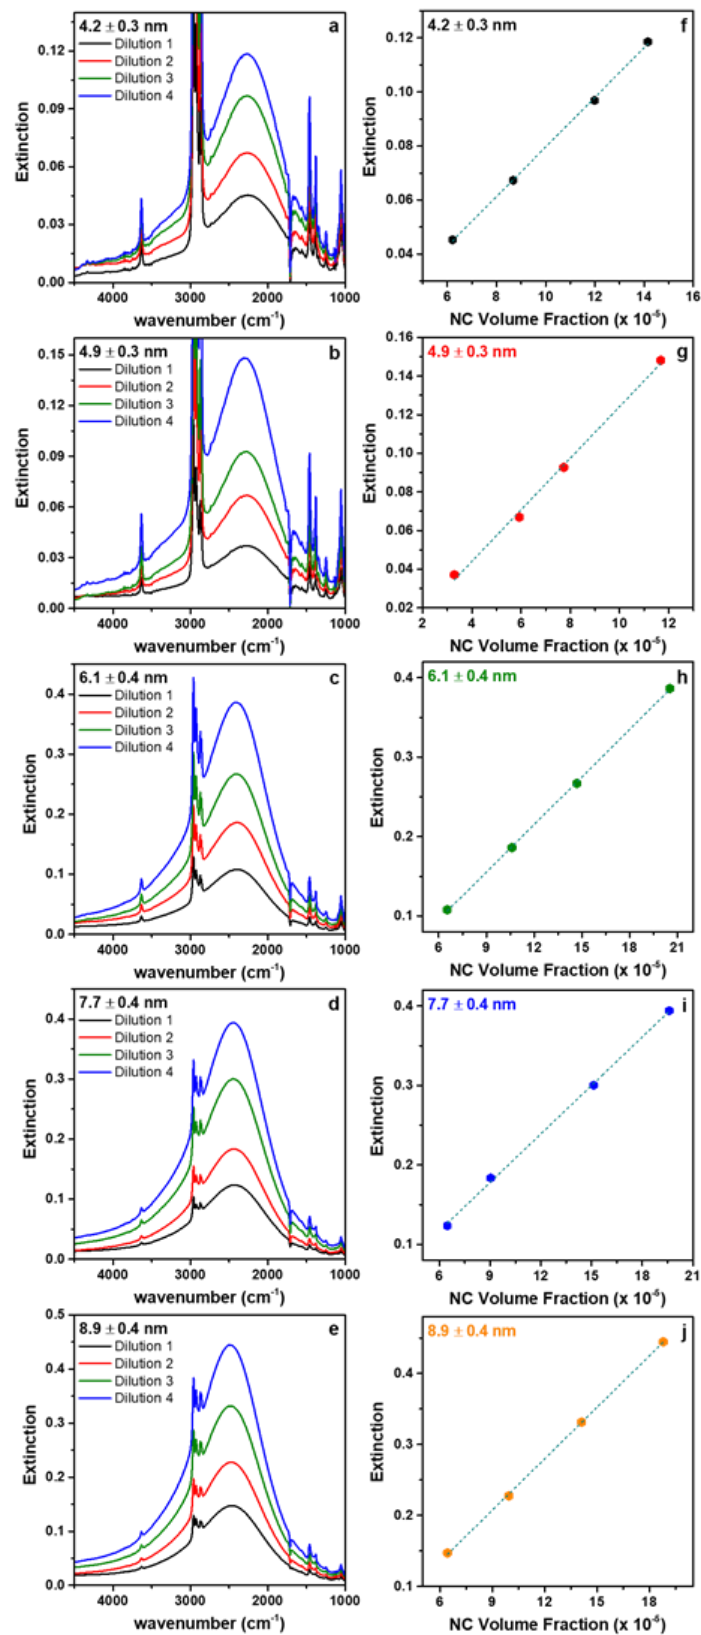 4.2 ± 0.3 nm
a
Dilution 1
Dilution 2
Dilution 3
Dilution 4
0.12
0.09
0.06
0.03
0.00
Extinction
4000 3000 2000 1000
wavenumber (cm⁻¹)
4.2 ± 0.3 nm
f
0.12
0.10
0.08
0.06
0.04
Extinction
6 8 10 12 14 16
NC Volume Fraction (x 10⁻⁵)
4.9 ± 0.3 nm
b
Dilution 1
Dilution 2
Dilution 3
Dilution 4
0.15
0.12
0.09
0.06
0.03
0.00
Extinction
4000 3000 2000 1000
wavenumber (cm⁻¹)
4.9 ± 0.3 nm
g
0.16
0.14
0.12
0.10
0.08
0.06
0.04
0.02
Extinction
2 4 6 8 10 12
NC Volume Fraction (x 10⁻⁵)
6.1 ± 0.4 nm
c
Dilution 1
Dilution 2
Dilution 3
Dilution 4
0.4
0.3
0.2
0.1
0.0
Extinction
4000 3000 2000 1000
wavenumber (cm⁻¹)
6.1 ± 0.4 nm
h
0.4
0.3
0.2
0.1
Extinction
6 9 12 15 18 21
NC Volume Fraction (x 10⁻⁵)
7.7 ± 0.4 nm
d
Dilution 1
Dilution 2
Dilution 3
Dilution 4
0.4
0.3
0.2
0.1
0.0
Extinction
4000 3000 2000 1000
wavenumber (cm⁻¹)
7.7 ± 0.4 nm
i
0.4
0.3
0.2
0.1
Extinction
6 9 12 15 18 21
NC Volume Fraction (x 10⁻⁵)
8.9 ± 0.4 nm
e
Dilution 1
Dilution 2
Dilution 3
Dilution 4
0.5
0.4
0.3
0.2
0.1
0.0
Extinction
4000 3000 2000 1000
wavenumber (cm⁻¹)
8.9 ± 0.4 nm
j
0.4
0.3
0.2
0.1
Extinction
6 9 12 15 18
NC Volume Fraction (x 10⁻⁵)